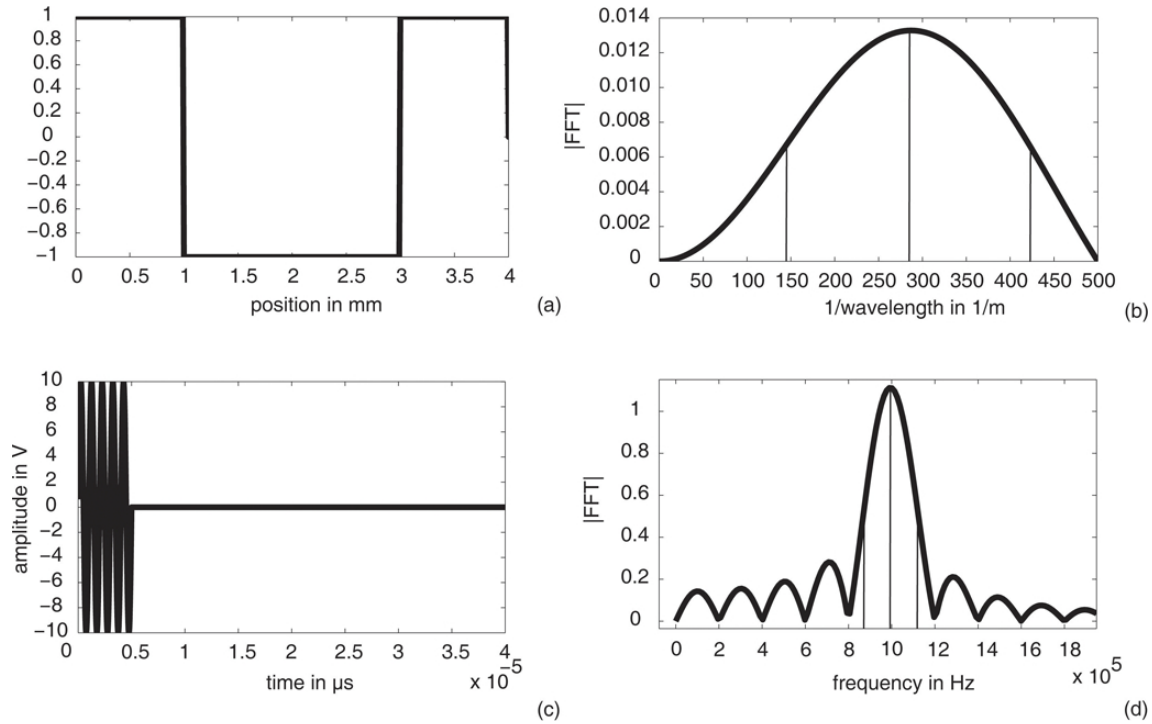 1
0.8
0.6
0.4
0.2
0
−0.2
−0.4
−0.6
−0.8
−1
0 0.5 1 1.5 2 2.5 3 3.5 4
position in mm
(a)
0.014
0.012
0.010
0.008
0.006
0.004
0.002
0
|FFT|
0 50 100 150 200 250 300 350 400 450 500
1/wavelength in 1/m
(b)
10
8
6
4
2
0
−2
−4
−6
−8
−10
amplitude in V
0 0.5 1 1.5 2 2.5 3 3.5 4
x 10⁻⁵
time in µs
(c)
1
0.8
0.6
0.4
0.2
0
|FFT|
0 2 4 6 8 10 12 14 16 18
x 10⁵
frequency in Hz
(d)